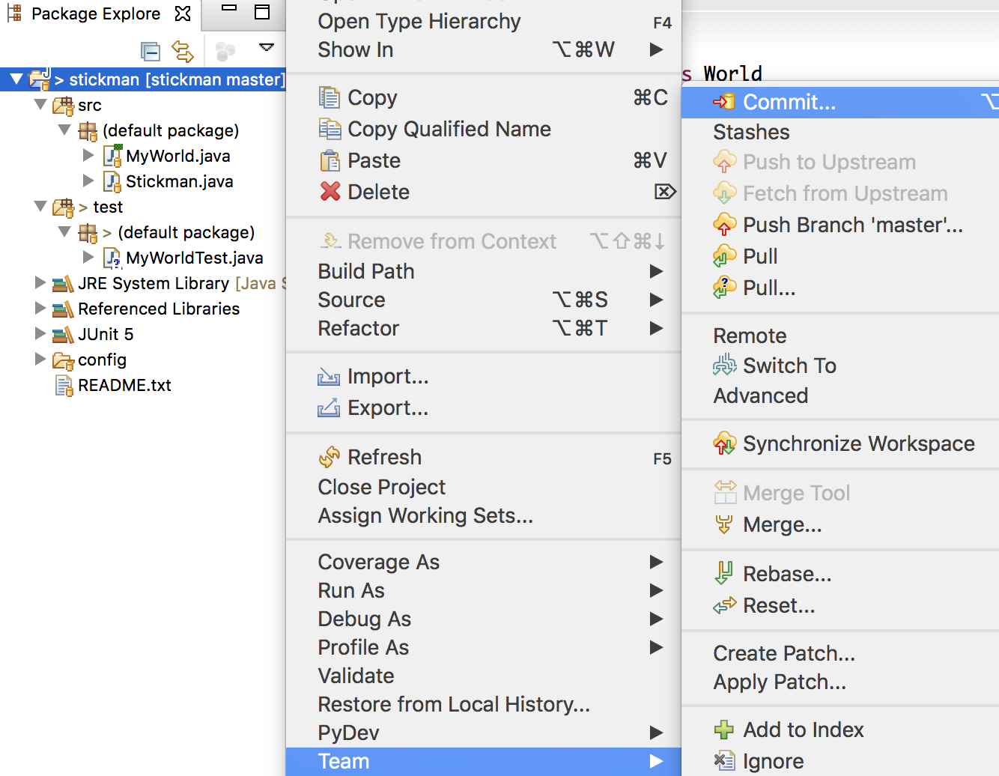 Package Explore
> stickman [stickman master]
src
(default package)
MyWorld.java
Stickman.java
> test
> (default package)
MyWorldTest.java
JRE System Library [Java S
Referenced Libraries
JUnit 5
config
README.txt
Open Type Hierarchy F4
Show In ⌥⌘W
Copy ⌘C
Copy Qualified Name
Paste ⌘V
Delete ⌦
Remove from Context ⌥⇧⌘↓
Build Path
Source ⌥⌘S
Refactor ⌥⌘T
Import...
Export...
Refresh F5
Close Project
Assign Working Sets...
Coverage As
Run As
Debug As
Profile As
Validate
Restore from Local History...
PyDev
Team
s World
Commit... ⌥
Stashes
Push to Upstream
Fetch from Upstream
Push Branch 'master'...
Pull
Pull...
Remote
Switch To
Advanced
Synchronize Workspace
Merge Tool
Merge...
Rebase...
Reset...
Create Patch...
Apply Patch...
Add to Index
Ignore